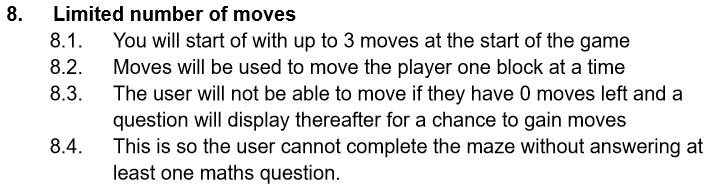 8. Limited number of moves
8.1. You will start of with up to 3 moves at the start of the game
8.2. Moves will be used to move the player one block at a time
8.3. The user will not be able to move if they have 0 moves left and a
question will display thereafter for a chance to gain moves
8.4. This is so the user cannot complete the maze without answering at
least one maths question.